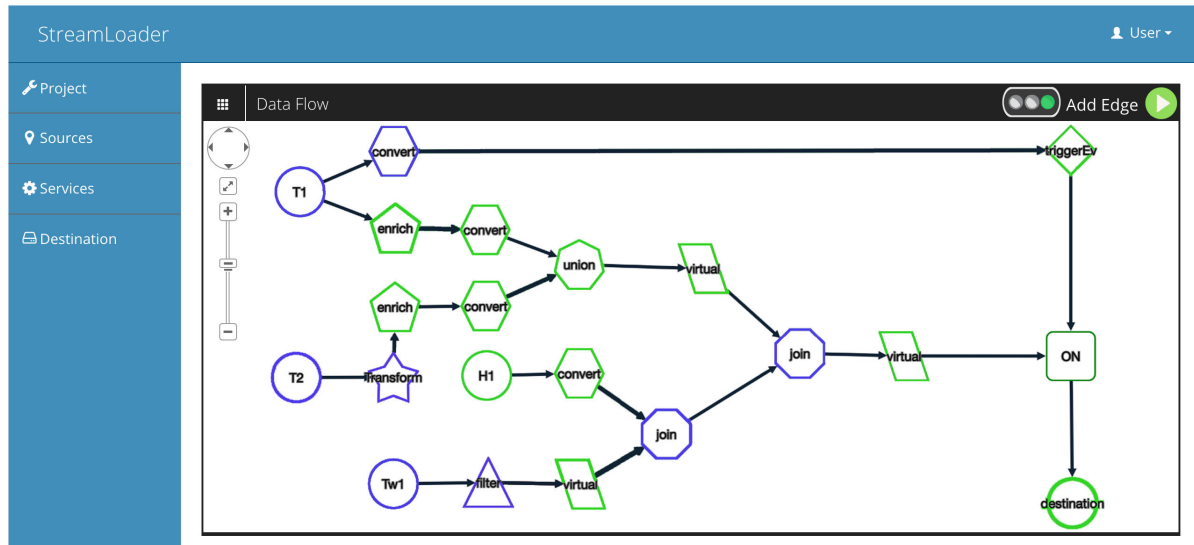 StreamLoader
User
Project
Sources
Services
Destination
Data Flow
Add Edge
convert
triggerEv
T1
enrich
convert
union
virtual
enrich
convert
join
virtual
ON
T2
Transform
H1
convert
join
Tw1
filter
virtual
destination